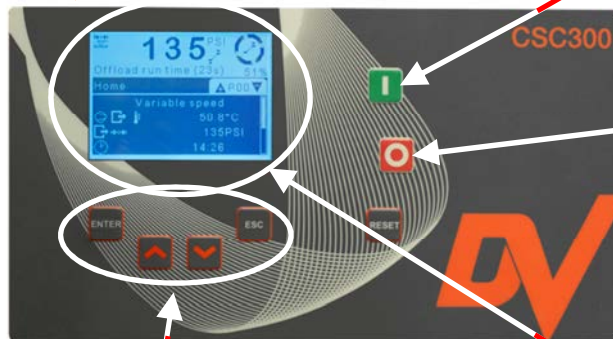 135 PSI
CSC300
Offload run time (23s) 51%
Home P00
Variable speed
50.8°C
135PSI
14:26
ENTER
ESC
RESET
DV